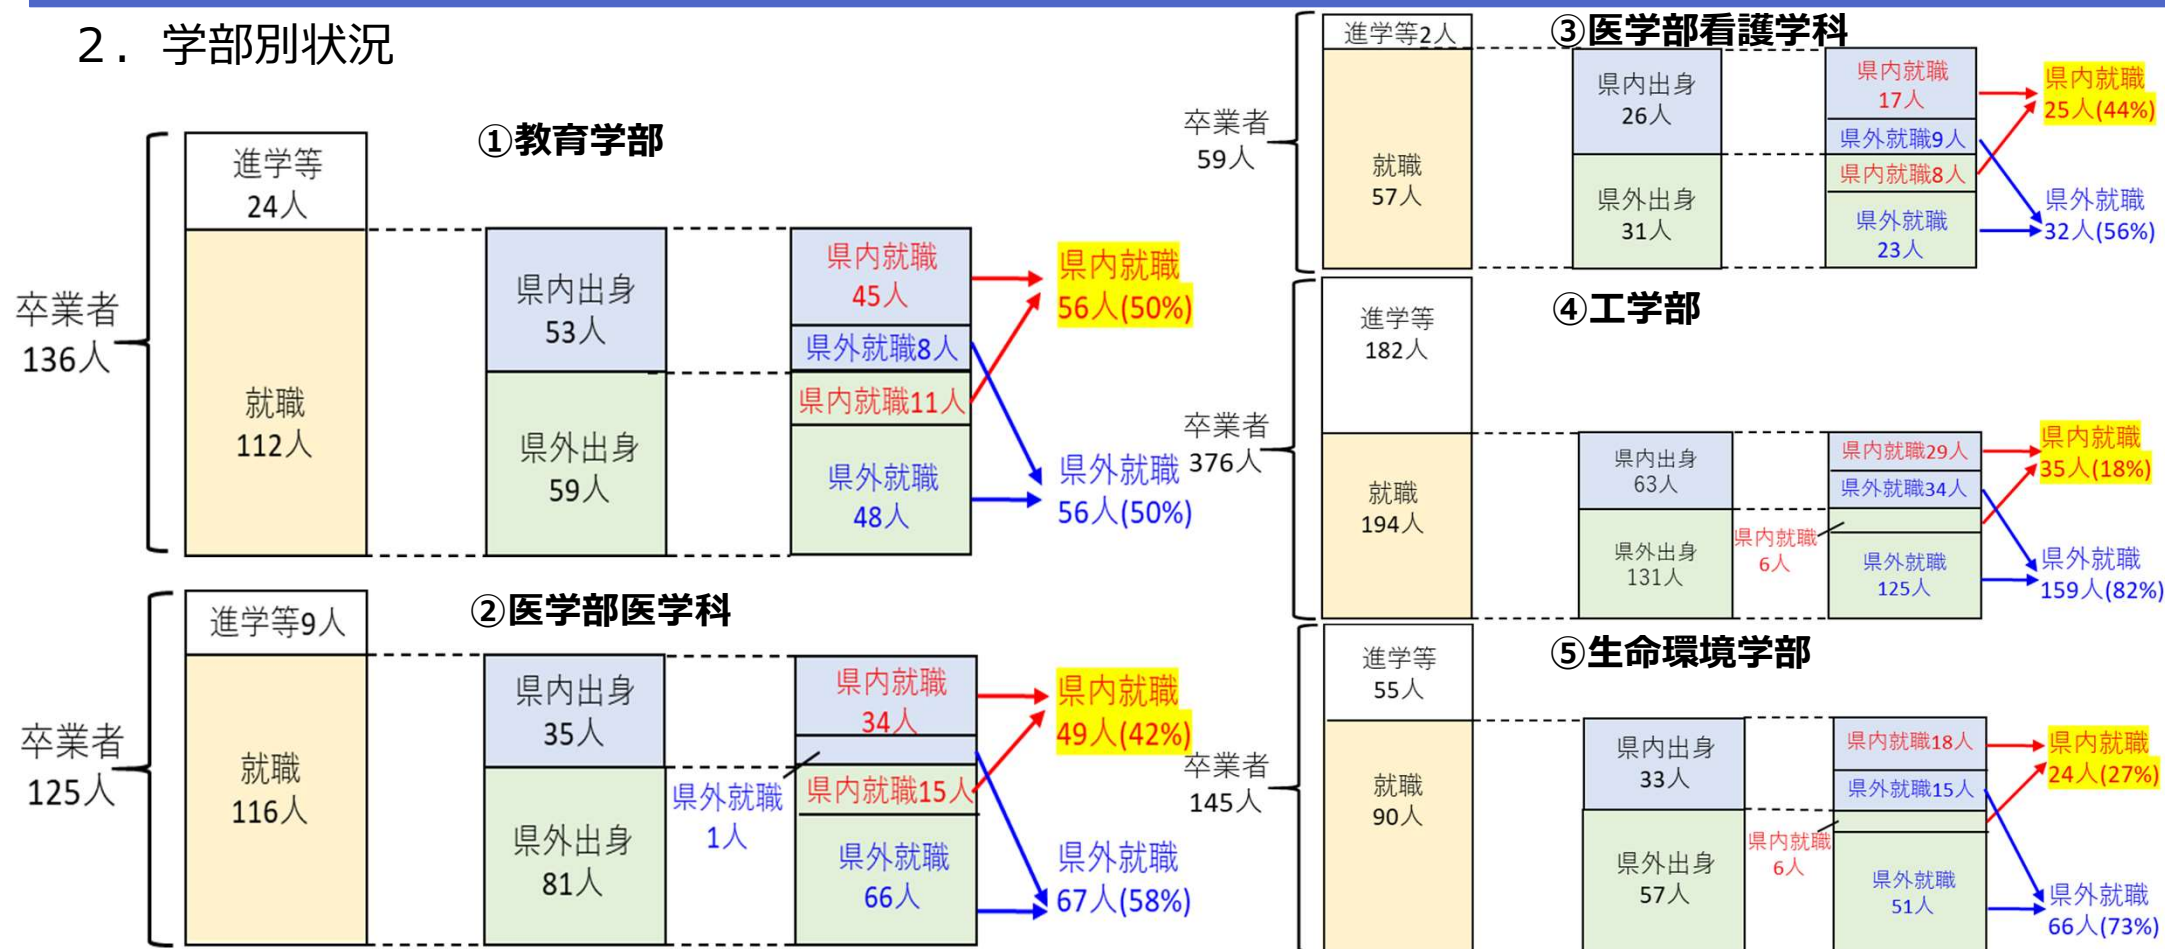 ２．学部別状況
①教育学部
卒業者
136人
進学等
24人
就職
112人
県内出身
53人
県外出身
59人
県内就職
45人
県外就職8人
県内就職11人
県外就職
48人
県内就職
56人(50%)
県外就職
56人(50%)
②医学部医学科
卒業者
125人
進学等9人
就職
116人
県内出身
35人
県外出身
81人
県内就職
34人
県外就職
1人
県内就職15人
県外就職
66人
県内就職
49人(42%)
県外就職
67人(58%)
③医学部看護学科
卒業者
59人
進学等2人
就職
57人
県内出身
26人
県外出身
31人
県内就職
17人
県外就職9人
県内就職8人
県外就職
23人
県内就職
25人(44%)
県外就職
32人(56%)
④工学部
卒業者
376人
進学等
182人
就職
194人
県内出身
63人
県外出身
131人
県内就職29人
県外就職34人
県内就職
6人
県外就職
125人
県内就職
35人(18%)
県外就職
159人(82%)
⑤生命環境学部
卒業者
145人
進学等
55人
就職
90人
県内出身
33人
県外出身
57人
県内就職18人
県外就職15人
県内就職
6人
県外就職
51人
県内就職
24人(27%)
県外就職
66人(73%)